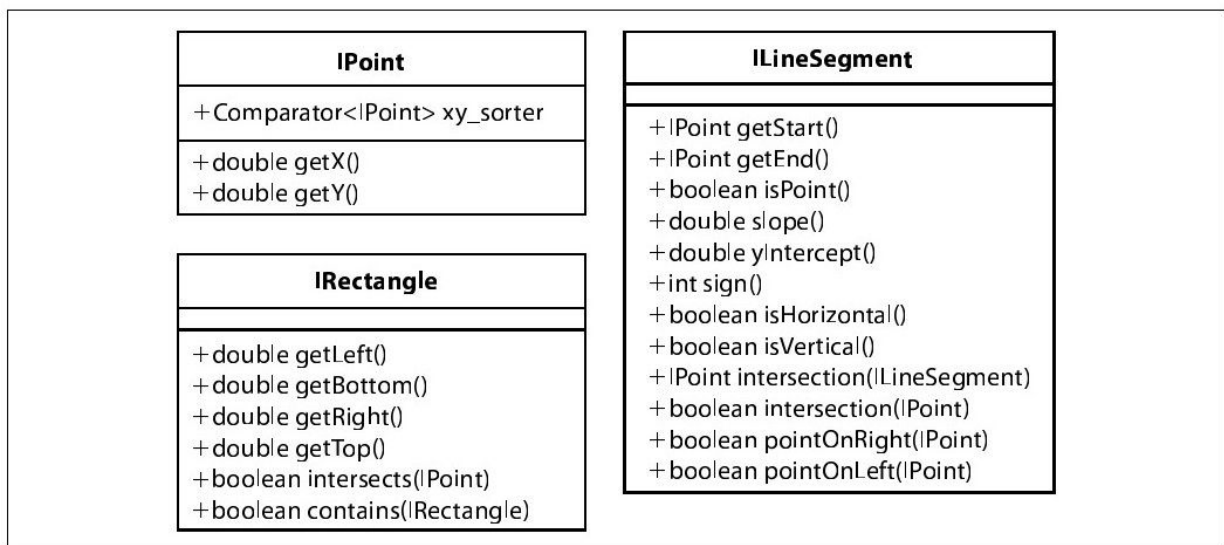 IPoint
+Comparator<IPoint> xy_sorter
+double getX()
+double getY()
IRectangle
+double getLeft()
+double getBottom()
+double getRight()
+double getTop()
+boolean intersects(IPoint)
+boolean contains(IRectangle)
ILineSegment
+IPoint getStart()
+IPoint getEnd()
+boolean isPoint()
+double slope()
+double yIntercept()
+int sign()
+boolean isHorizontal()
+boolean isVertical()
+IPoint intersection(ILineSegment)
+boolean intersection(IPoint)
+boolean pointOnRight(IPoint)
+boolean pointOnLeft(IPoint)